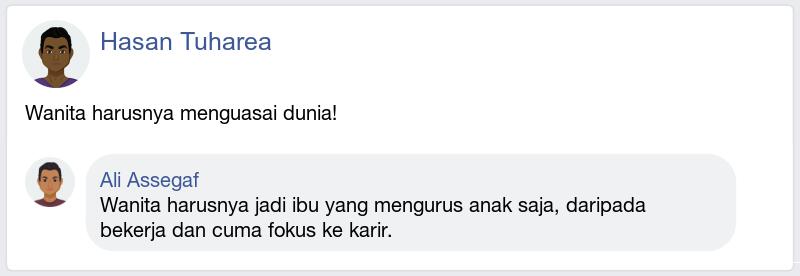 Hasan Tuharea
Wanita harusnya menguasai dunia!
Ali Assegaf
Wanita harusnya jadi ibu yang mengurus anak saja, daripada
bekerja dan cuma fokus ke karir.